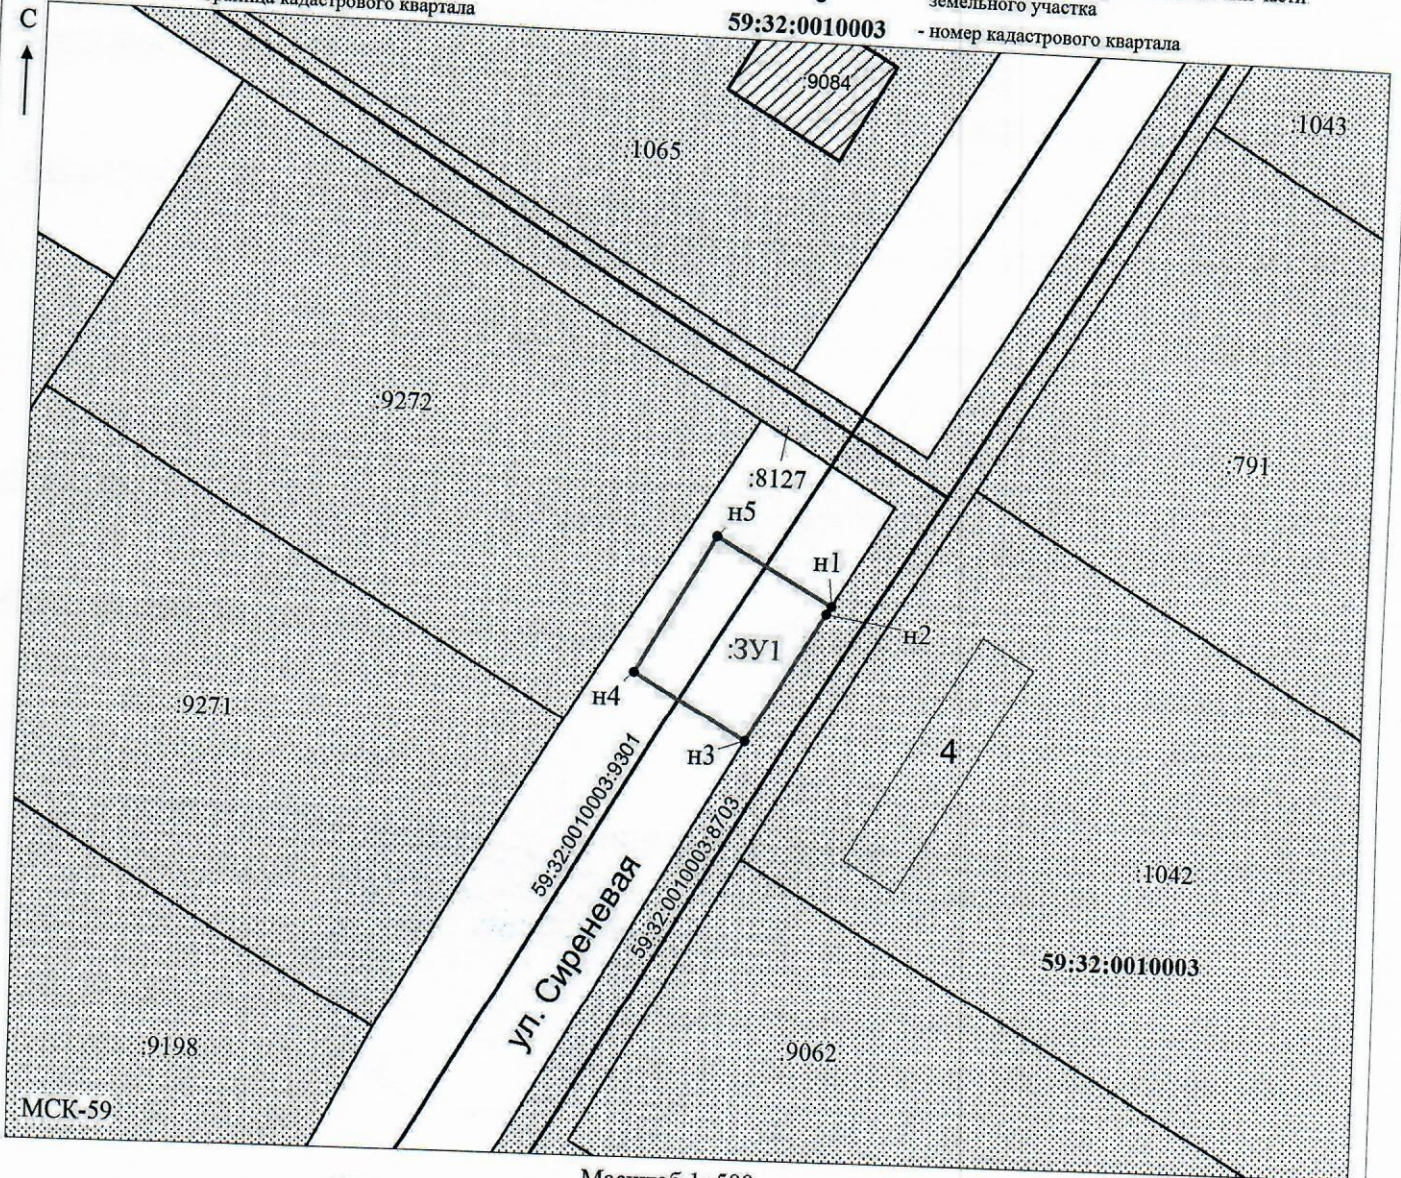 кадастрового квартала
земельного участка
59:32:0010003 - номер кадастрового квартала
С
:9084
:1043
:1065
:9272
:791
:8127
н5
н1
н2
:ЗУ1
н4
:9271
н3
4
59:32:0010003:9301
59:32:0010003:8703
ул. Сиреневая
:1042
59:32:0010003
:9198
:9062
МСК-59